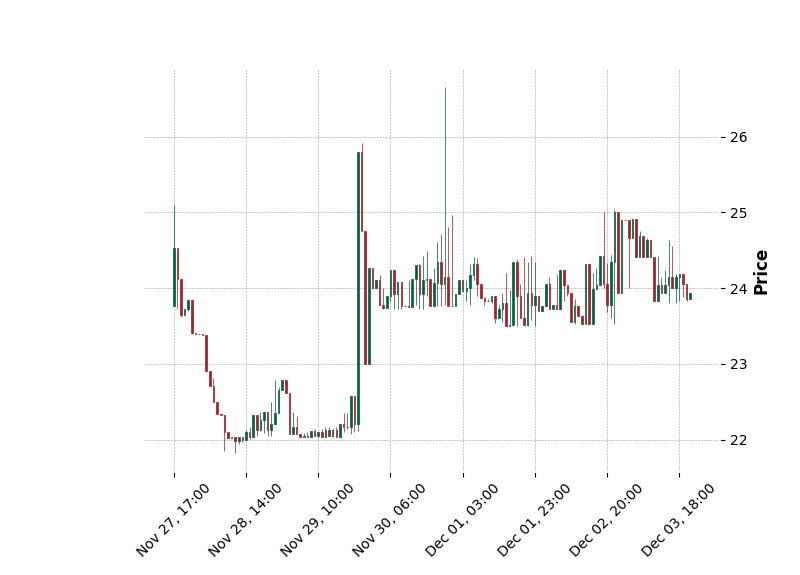 26
25
24
23
22
Price
Nov 27, 17:00
Nov 28, 14:00
Nov 29, 10:00
Nov 30, 06:00
Dec 01, 03:00
Dec 01, 23:00
Dec 02, 20:00
Dec 03, 18:00